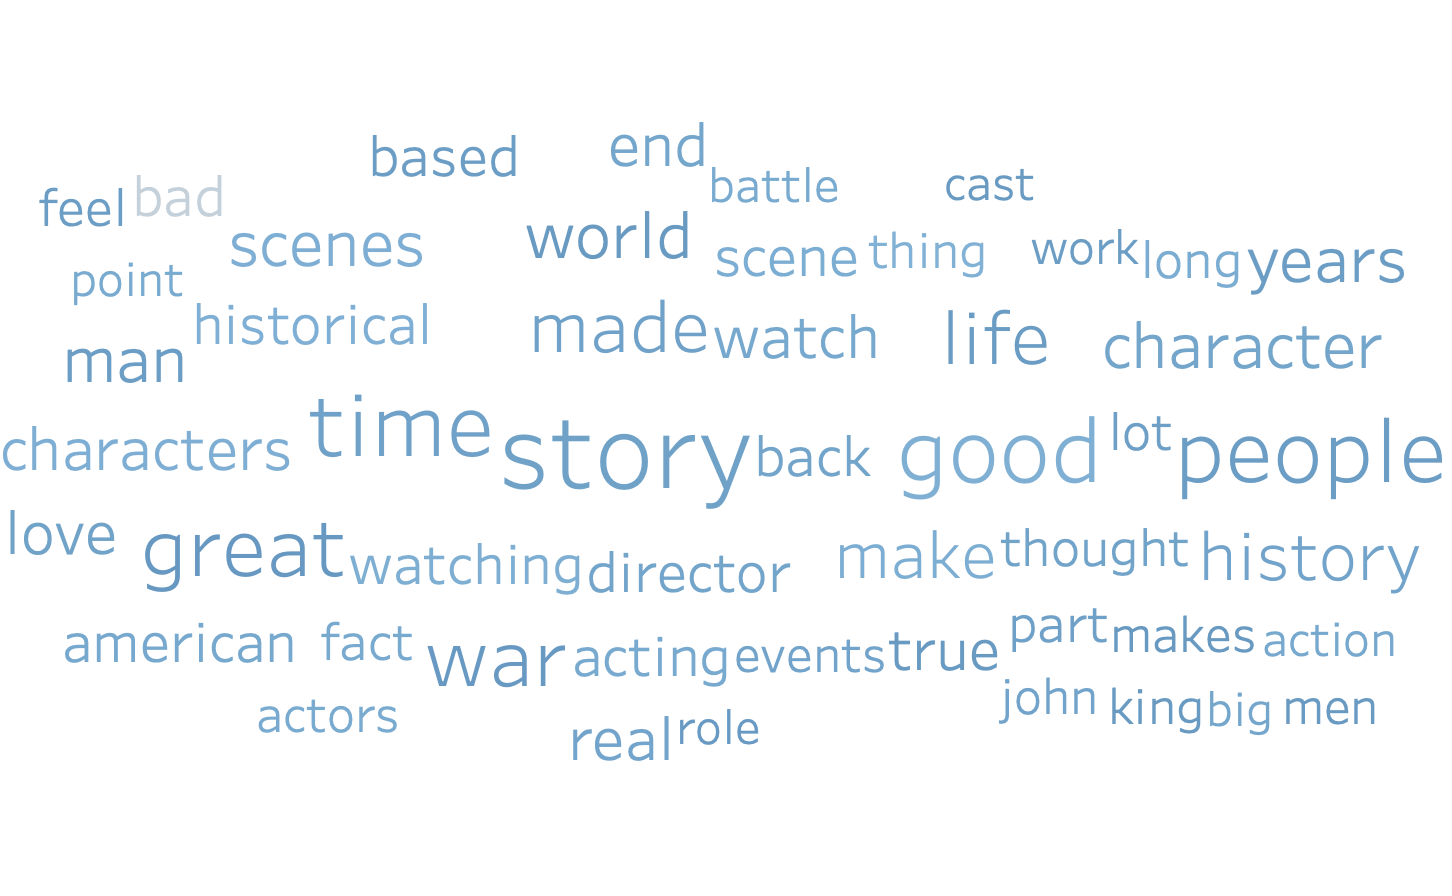 based end
battle cast
feel bad
scenes world scene thing work long years
point
historical made watch life character
man
characters time story back good lot people
love great watching director make thought history
american fact war acting events true part makes action
actors real role john king big men